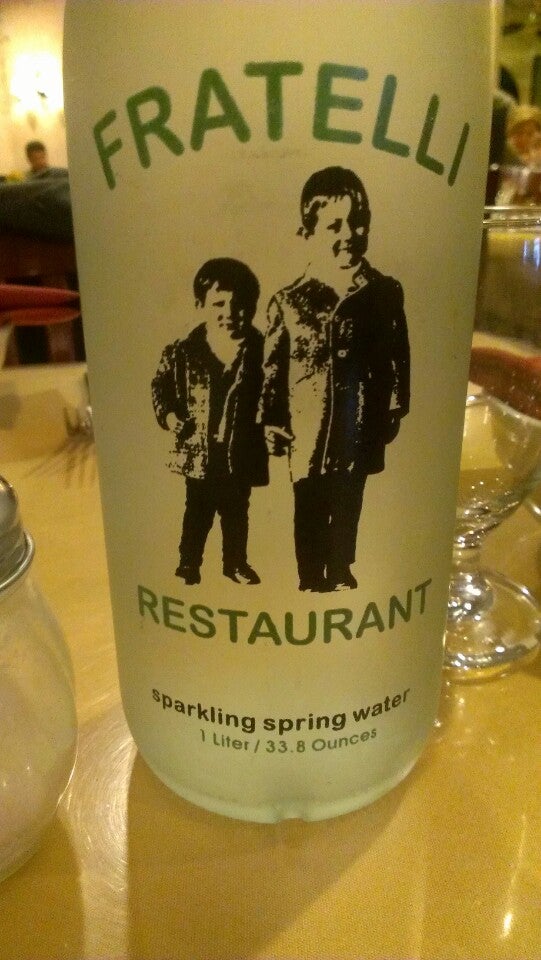 FRATELLI
RESTAURANT
sparkling spring water
1 Liter / 33.8 Ounces